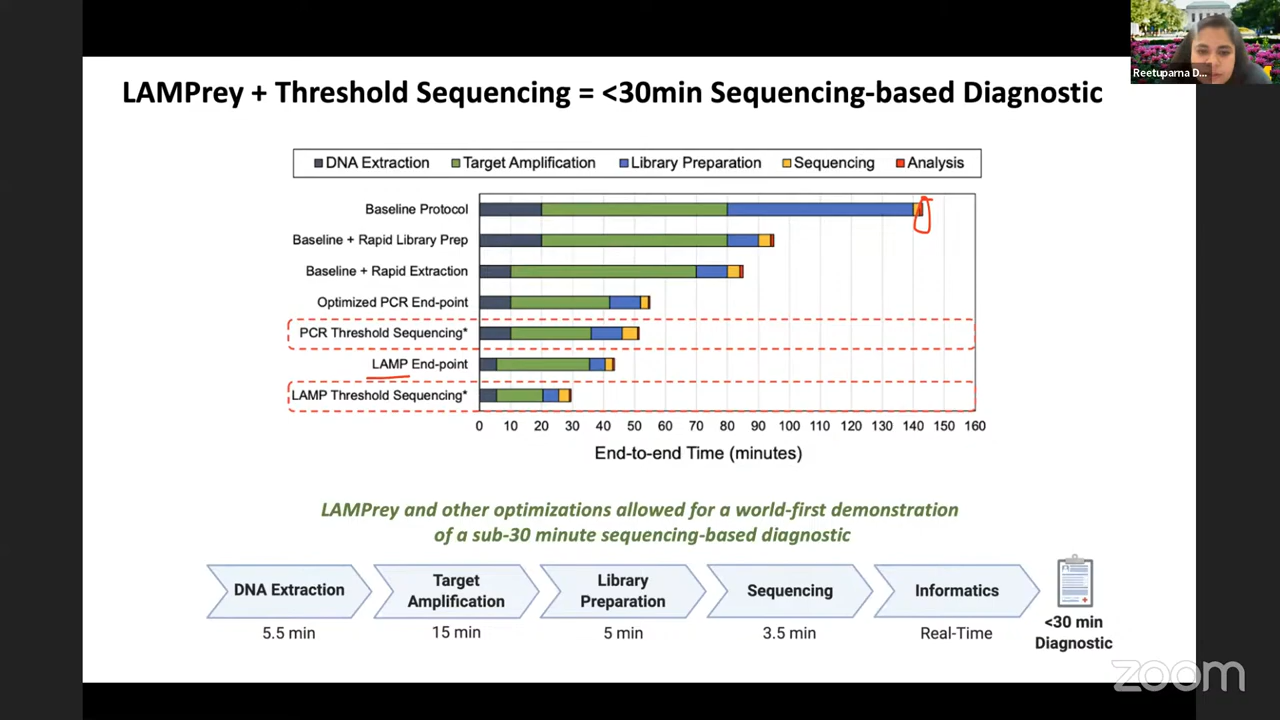 Reetuparna D...
LAMPrey + Threshold Sequencing = <30min Sequencing-based Diagnostic
DNA Extraction Target Amplification Library Preparation Sequencing Analysis
Baseline Protocol
Baseline + Rapid Library Prep
Baseline + Rapid Extraction
Optimized PCR End-point
PCR Threshold Sequencing*
LAMP End-point
LAMP Threshold Sequencing*
0 10 20 30 40 50 60 70 80 90 100 110 120 130 140 150 160
End-to-end Time (minutes)
LAMPrey and other optimizations allowed for a world-first demonstration
of a sub-30 minute sequencing-based diagnostic
DNA Extraction
5.5 min
Target
Amplification
15 min
Library
Preparation
5 min
Sequencing
3.5 min
Informatics
Real-Time
<30 min
Diagnostic
zoom